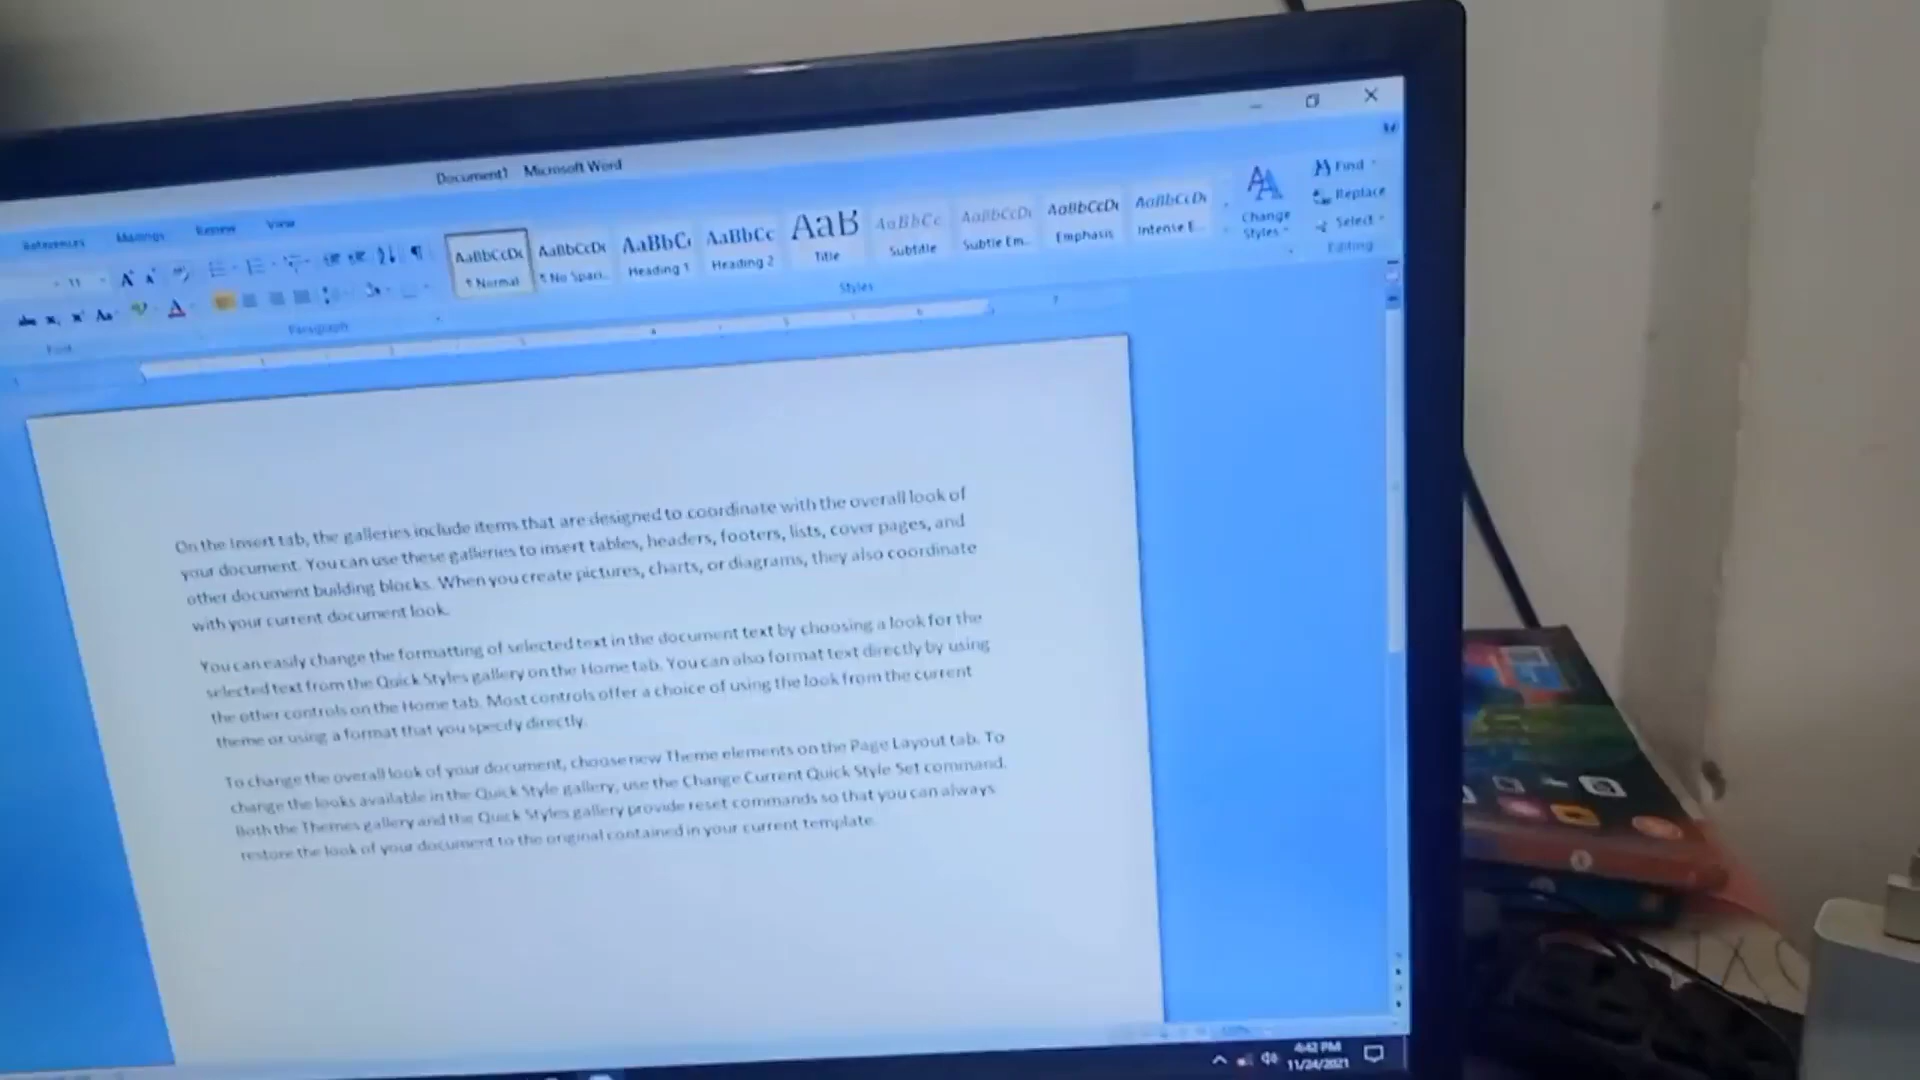 Document1 Microsoft Word
References Mailings Review View
Find
Replace
Select
Editing
11
AaBbCcDc AaBbCcDc AaBbC AaBbCc AaB AaBbCc AaBbCcDc AaBbCcDc AaBbCcDc
¶ Normal ¶ No Spaci... Heading 1 Heading 2 Title Subtitle Subtle Em... Emphasis Intense E...
Change
Styles
Font Paragraph Styles
On the Insert tab, the galleries include items that are designed to coordinate with the overall look of
your document. You can use these galleries to insert tables, headers, footers, lists, cover pages, and
other document building blocks. When you create pictures, charts, or diagrams, they also coordinate
with your current document look.
You can easily change the formatting of selected text in the document text by choosing a look for the
selected text from the Quick Styles gallery on the Home tab. You can also format text directly by using
the other controls on the Home tab. Most controls offer a choice of using the look from the current
theme or using a format that you specify directly.
To change the overall look of your document, choose new Theme elements on the Page Layout tab. To
change the looks available in the Quick Style gallery, use the Change Current Quick Style Set command.
Both the Themes gallery and the Quick Styles gallery provide reset commands so that you can always
restore the look of your document to the original contained in your current template.
4:42 PM
11/24/2021